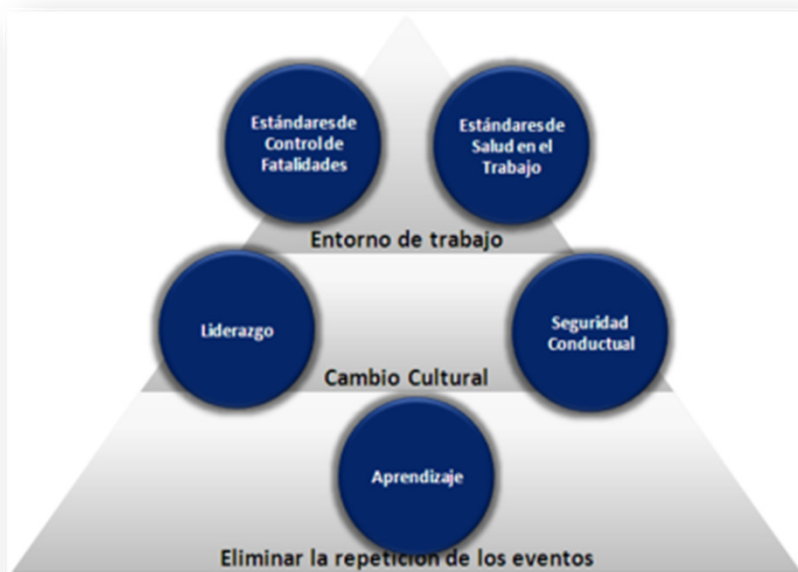 Estándares de
Control de
Fatalidades
Estándares de
Salud en el
Trabajo
Entorno de trabajo
Liderazgo
Seguridad
Conductual
Cambio Cultural
Aprendizaje
Eliminar la repetición de los eventos